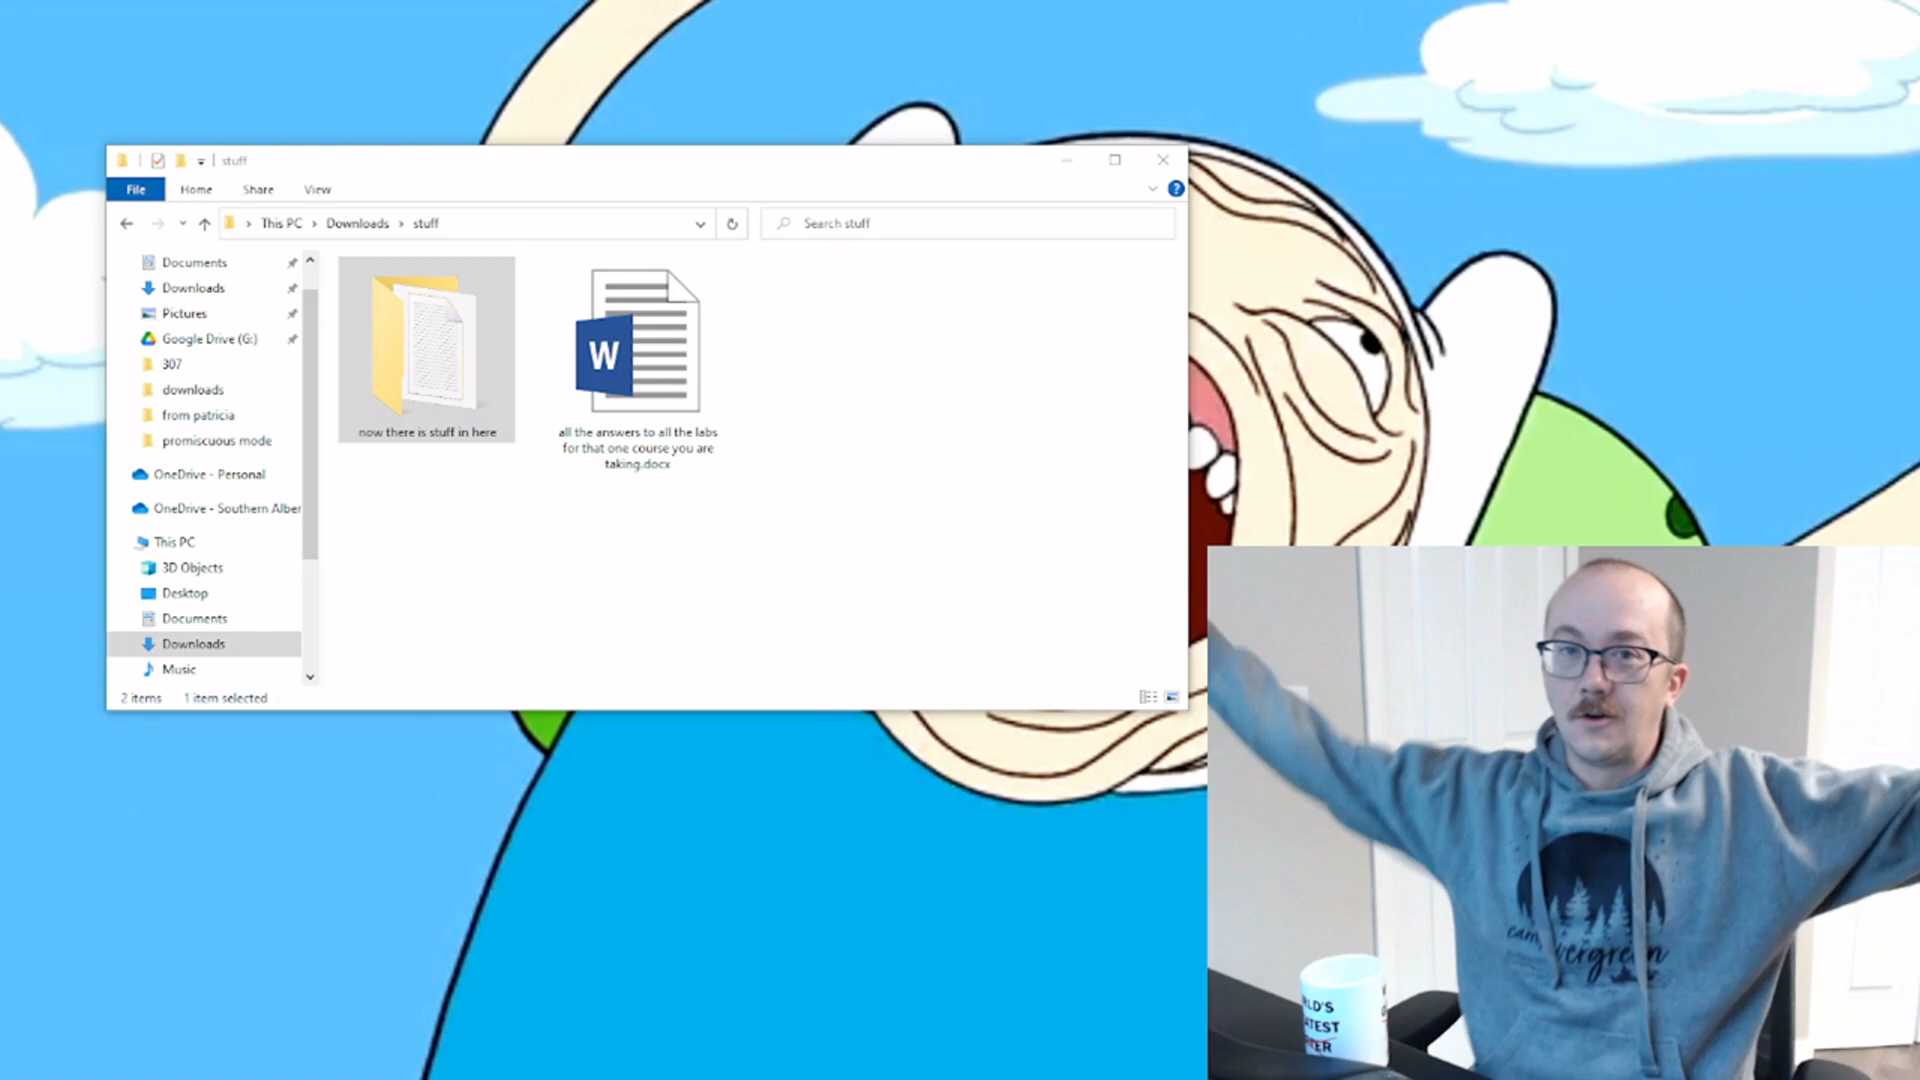 stuff
File
Home
Share
View
This PC
Downloads
stuff
Search stuff
Documents
Downloads
Pictures
Google Drive (G:)
307
downloads
from patricia
promiscuous mode
OneDrive - Personal
OneDrive - Southern Alber
This PC
3D Objects
Desktop
Documents
Downloads
Music
now there is stuff in here
W
all the answers to all the labs
for that one course you are
taking.docx
2 items
1 item selected